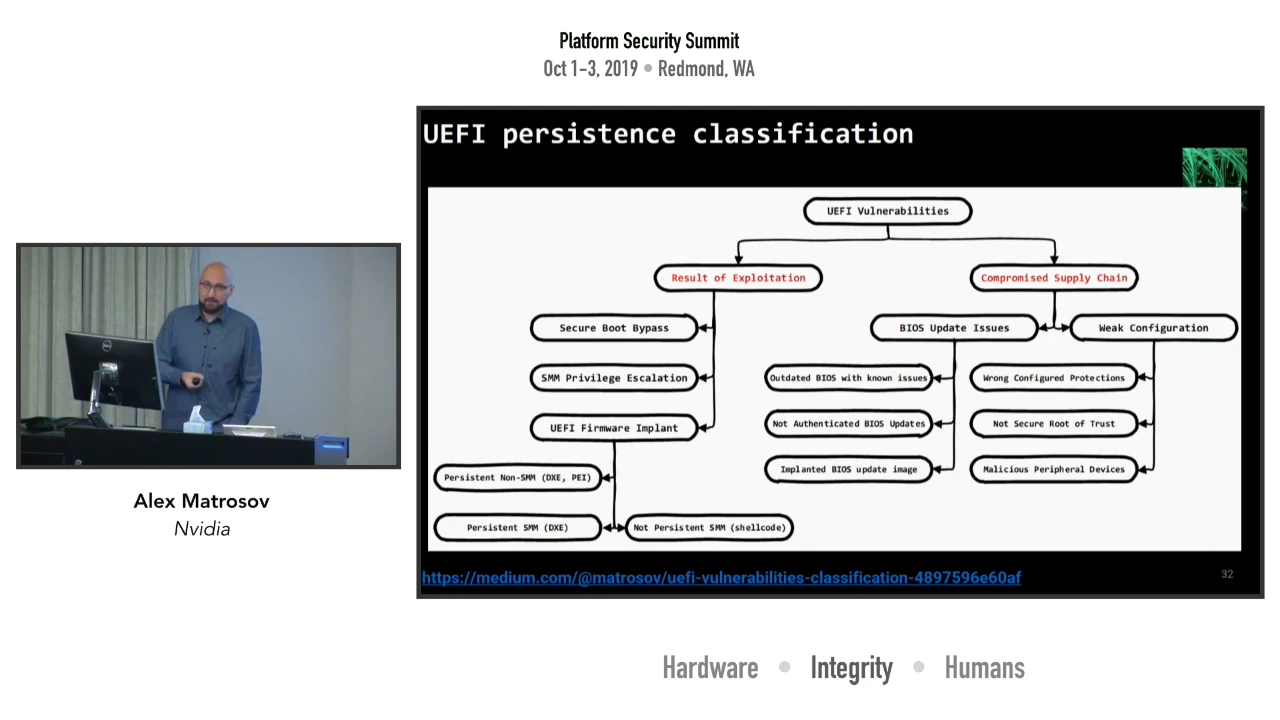 Platform Security Summit
Oct 1-3, 2019 • Redmond, WA
UEFI persistence classification
UEFI Vulnerabilities
Result of Exploitation
Compromised Supply Chain
Secure Boot Bypass
BIOS Update Issues
Weak Configuration
SMM Privilege Escalation
Outdated BIOS with known issues
Wrong Configured Protections
UEFI Firmware Implant
Not Authenticated BIOS Updates
Not Secure Root of Trust
Implanted BIOS update image
Malicious Peripheral Devices
Persistent Non-SMM (DXE, PEI)
Persistent SMM (DXE)
Not Persistent SMM (shellcode)
https://medium.com/@matrosov/uefi-vulnerabilities-classification-4897596e60af
32
DELL
Alex Matrosov
Nvidia
Hardware • Integrity • Humans